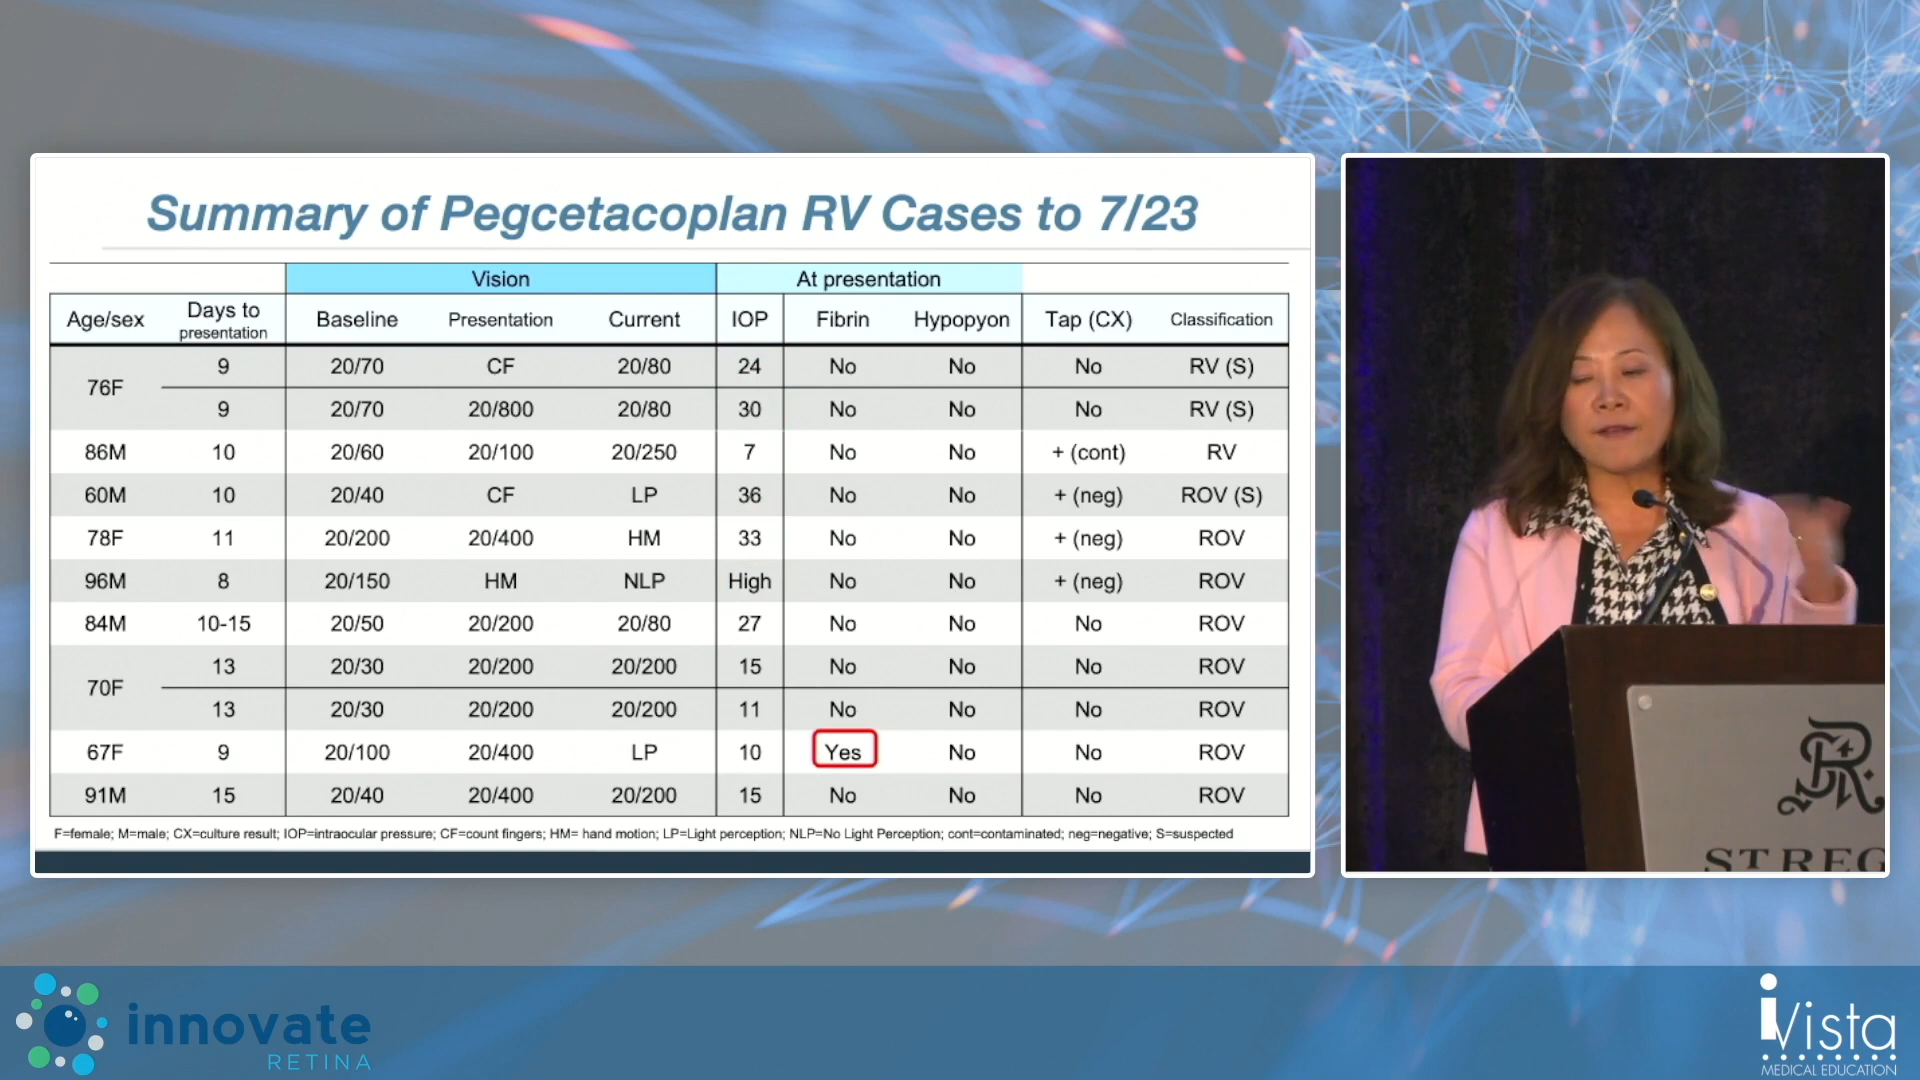 Summary of Pegcetacoplan RV Cases to 7/23
Vision At presentation
Age/sex Days to presentation Baseline Presentation Current IOP Fibrin Hypopyon Tap (CX) Classification
76F 9 20/70 CF 20/80 24 No No No RV (S)
9 20/70 20/800 20/80 30 No No No RV (S)
86M 10 20/60 20/100 20/250 7 No No + (cont) RV
60M 10 20/40 CF LP 36 No No + (neg) ROV (S)
78F 11 20/200 20/400 HM 33 No No + (neg) ROV
96M 8 20/150 HM NLP High No No + (neg) ROV
84M 10-15 20/50 20/200 20/80 27 No No No ROV
70F 13 20/30 20/200 20/200 15 No No No ROV
13 20/30 20/200 20/200 11 No No No ROV
67F 9 20/100 20/400 LP 10 Yes No No ROV
91M 15 20/40 20/400 20/200 15 No No No ROV
F=female; M=male; CX=culture result; IOP=intraocular pressure; CF=count fingers; HM= hand motion; LP=Light perception; NLP=No Light Perception; cont=contaminated; neg=negative; S=suspected
R
ST REG
innovate
RETINA
iVista
MEDICAL EDUCATION